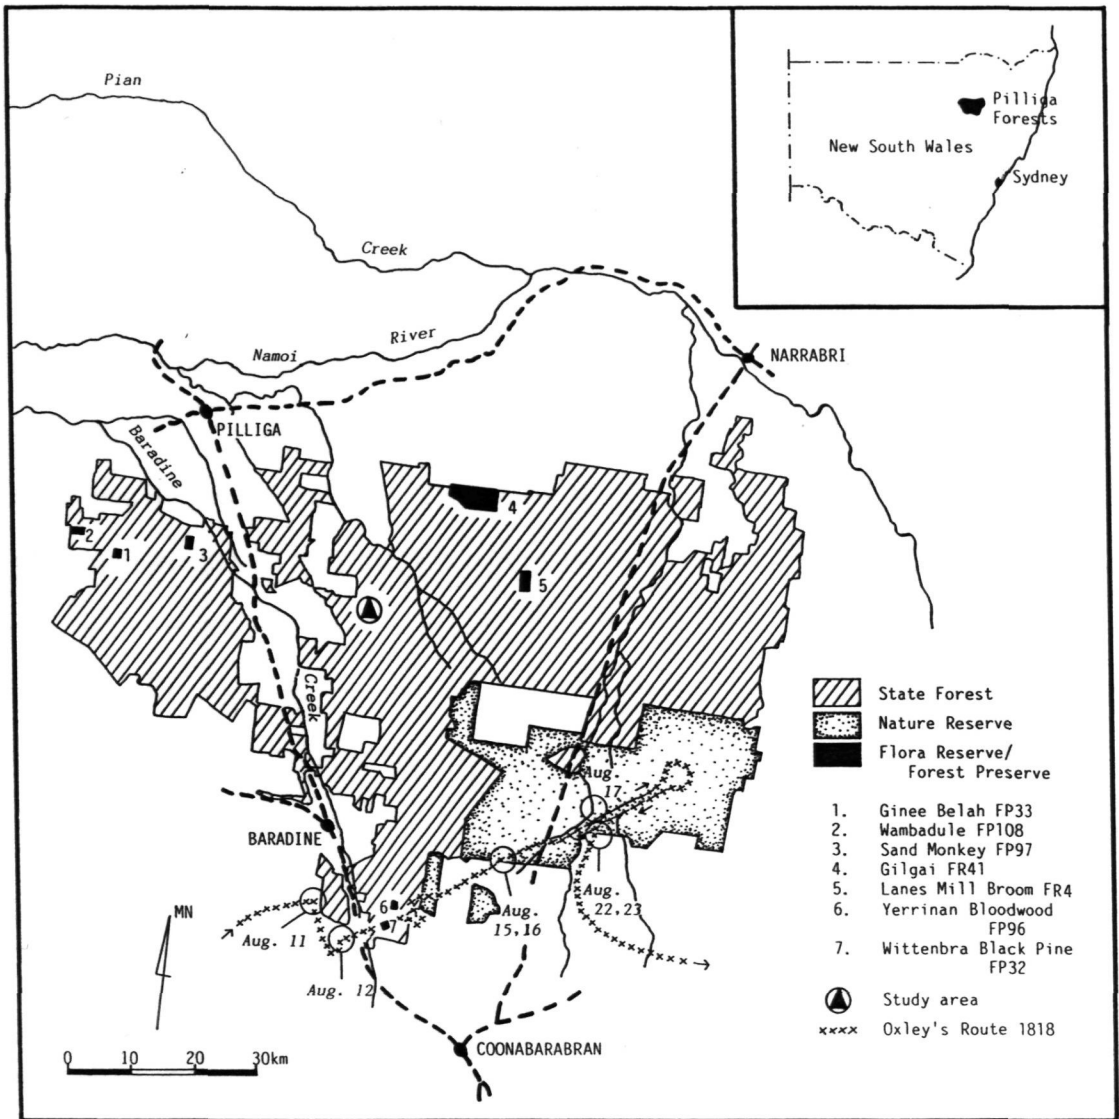 Pian
Creek
Pilliga
Forests
New South Wales
Sydney
Namoi
River
NARRABRI
PILLIGA
Baradine
Creek
2
1
3
4
5
State Forest
Nature Reserve
Flora Reserve/
Forest Preserve
1. Ginee Belah FP33
2. Wambadule FP108
3. Sand Monkey FP97
4. Gilgai FR41
5. Lanes Mill Broom FR4
6. Yerrinan Bloodwood
FP96
7. Wittenbra Black Pine
FP32
Study area
xxxx Oxley's Route 1818
Aug.
17
BARADINE
6
7
Aug. 11
Aug. 12
Aug.
15,16
Aug.
22,23
MN
COONABARABRAN
0 10 20 30km